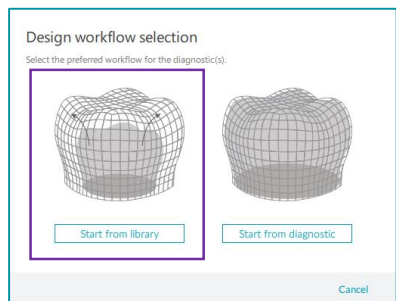 Design workflow selection
Select the preferred workflow for the diagnostic(s).
Start from library
Start from diagnostic
Cancel